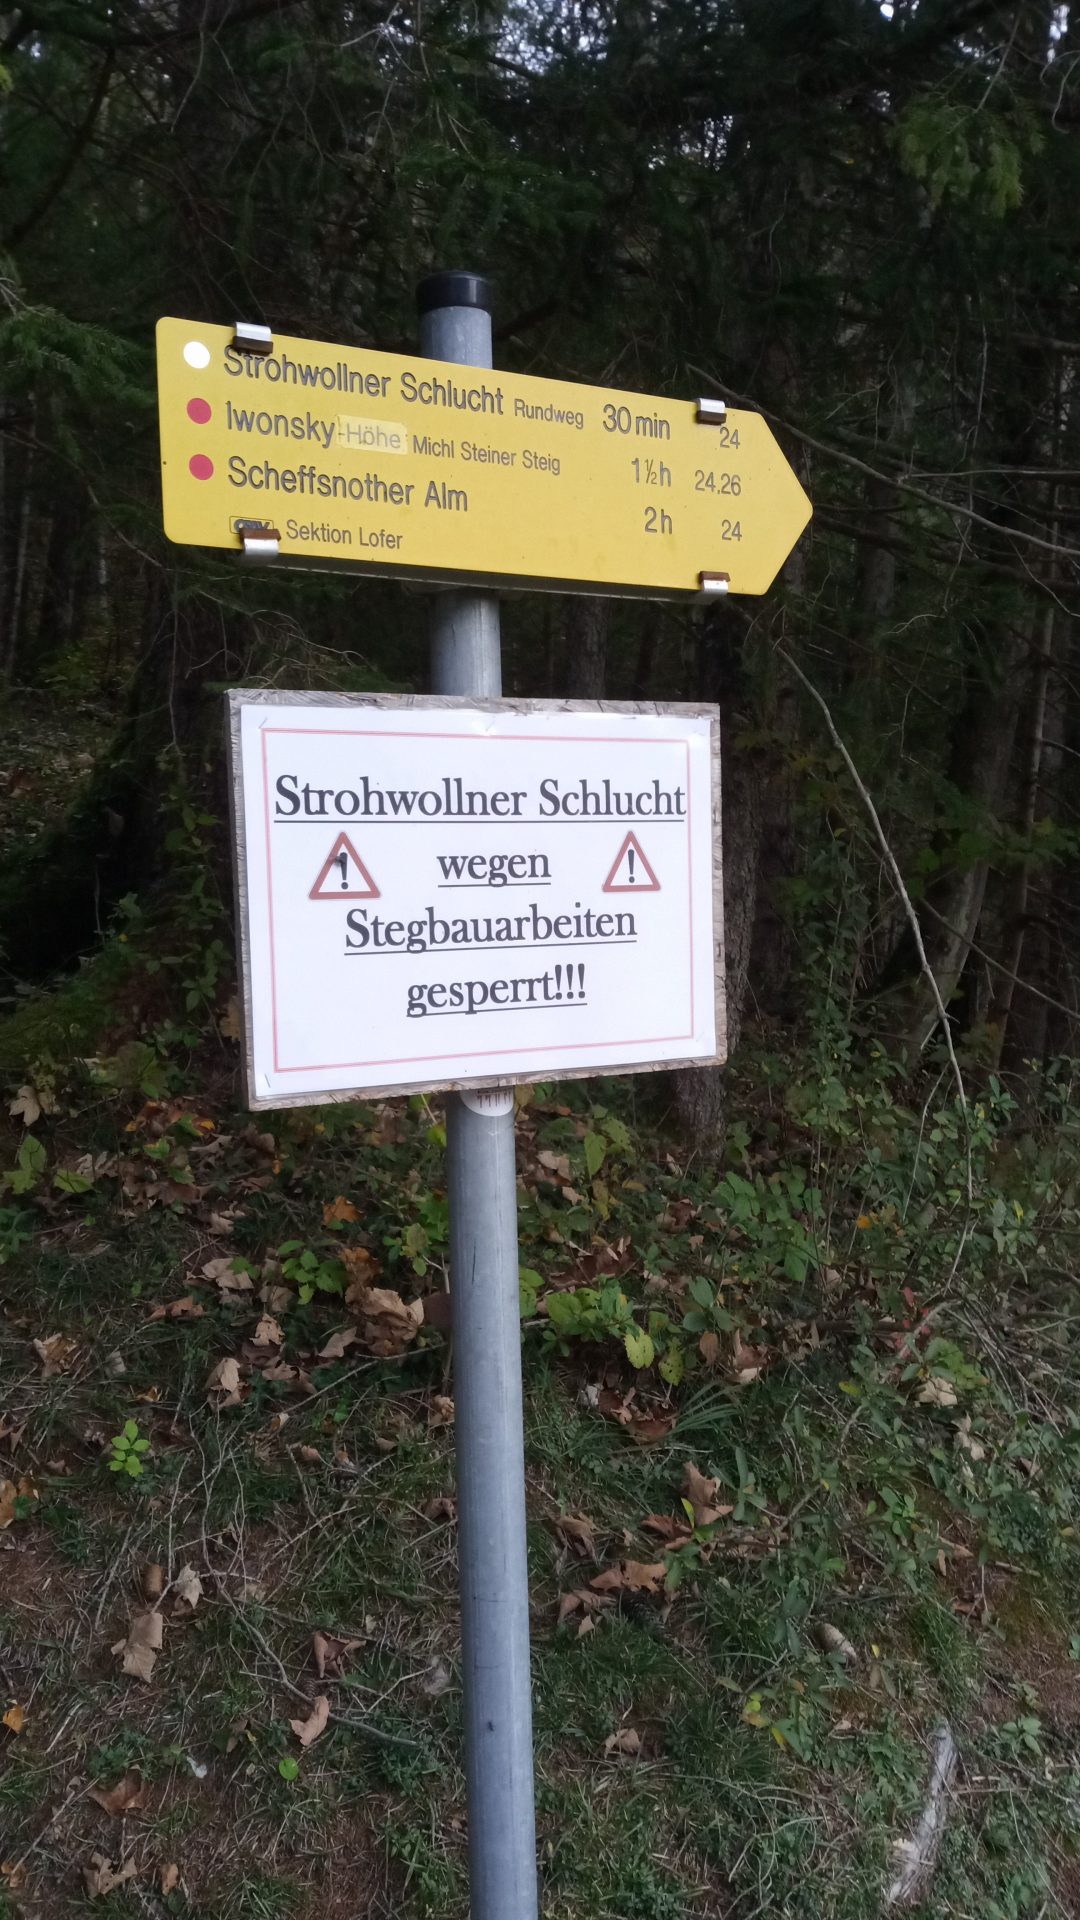 Strohwollner Schlucht Rundweg 30 min 24
Iwonsky-Höhe Michl Steiner Steig 1½h 24,26
Scheffsnother Alm 2h 24
Sektion Lofer
Strohwollner Schlucht
wegen
Stegbauarbeiten
gesperrt!!!